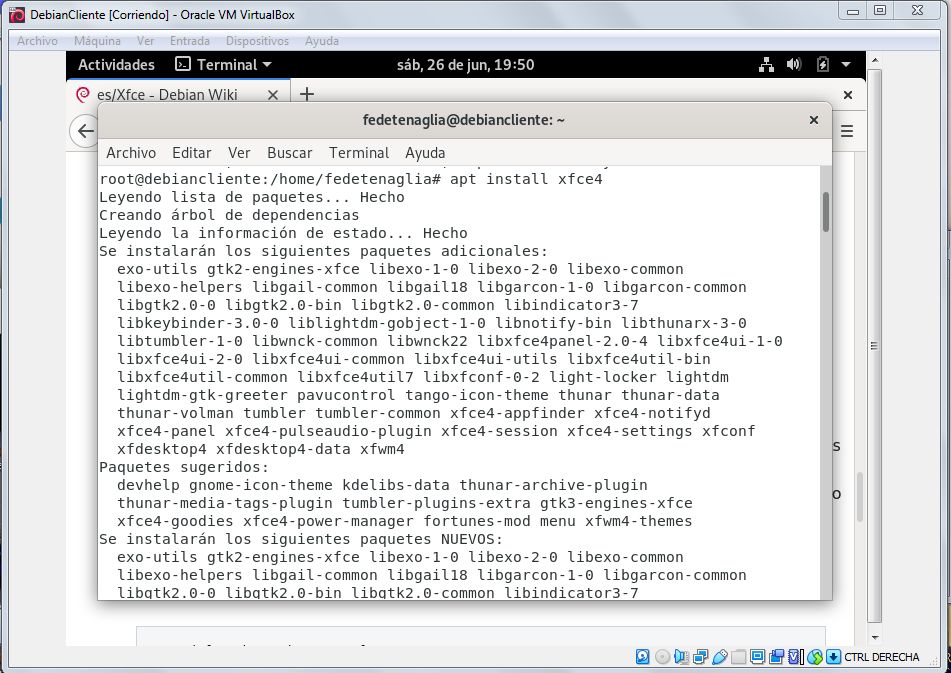 DebianCliente [Corriendo] - Oracle VM VirtualBox
Archivo Máquina Ver Entrada Dispositivos Ayuda
Actividades Terminal sáb, 26 de jun, 19:50
es/Xfce - Debian Wiki
fedetenaglia@debiancliente: ~
Archivo Editar Ver Buscar Terminal Ayuda
root@debiancliente:/home/fedetenaglia# apt install xfce4
Leyendo lista de paquetes... Hecho
Creando árbol de dependencias
Leyendo la información de estado... Hecho
Se instalarán los siguientes paquetes adicionales:
exo-utils gtk2-engines-xfce libexo-1-0 libexo-2-0 libexo-common
libexo-helpers libgail-common libgail18 libgarcon-1-0 libgarcon-common
libgtk2.0-0 libgtk2.0-bin libgtk2.0-common libindicator3-7
libkeybinder-3.0-0 liblightdm-gobject-1-0 libnotify-bin libthunarx-3-0
libtumbler-1-0 libwnck-common libwnck22 libxfce4panel-2.0-4 libxfce4ui-1-0
libxfce4ui-2-0 libxfce4ui-common libxfce4ui-utils libxfce4util-bin
libxfce4util-common libxfce4util7 libxfconf-0-2 light-locker lightdm
lightdm-gtk-greeter pavucontrol tango-icon-theme thunar thunar-data
thunar-volman tumbler tumbler-common xfce4-appfinder xfce4-notifyd
xfce4-panel xfce4-pulseaudio-plugin xfce4-session xfce4-settings xfconf
xfdesktop4 xfdesktop4-data xfwm4
Paquetes sugeridos:
devhelp gnome-icon-theme kdelibs-data thunar-archive-plugin
thunar-media-tags-plugin tumbler-plugins-extra gtk3-engines-xfce
xfce4-goodies xfce4-power-manager fortunes-mod menu xfwm4-themes
Se instalarán los siguientes paquetes NUEVOS:
exo-utils gtk2-engines-xfce libexo-1-0 libexo-2-0 libexo-common
libexo-helpers libgail-common libgail18 libgarcon-1-0 libgarcon-common
libgtk2.0-0 libgtk2.0-bin libgtk2.0-common libindicator3-7
s
o
CTRL DERECHA